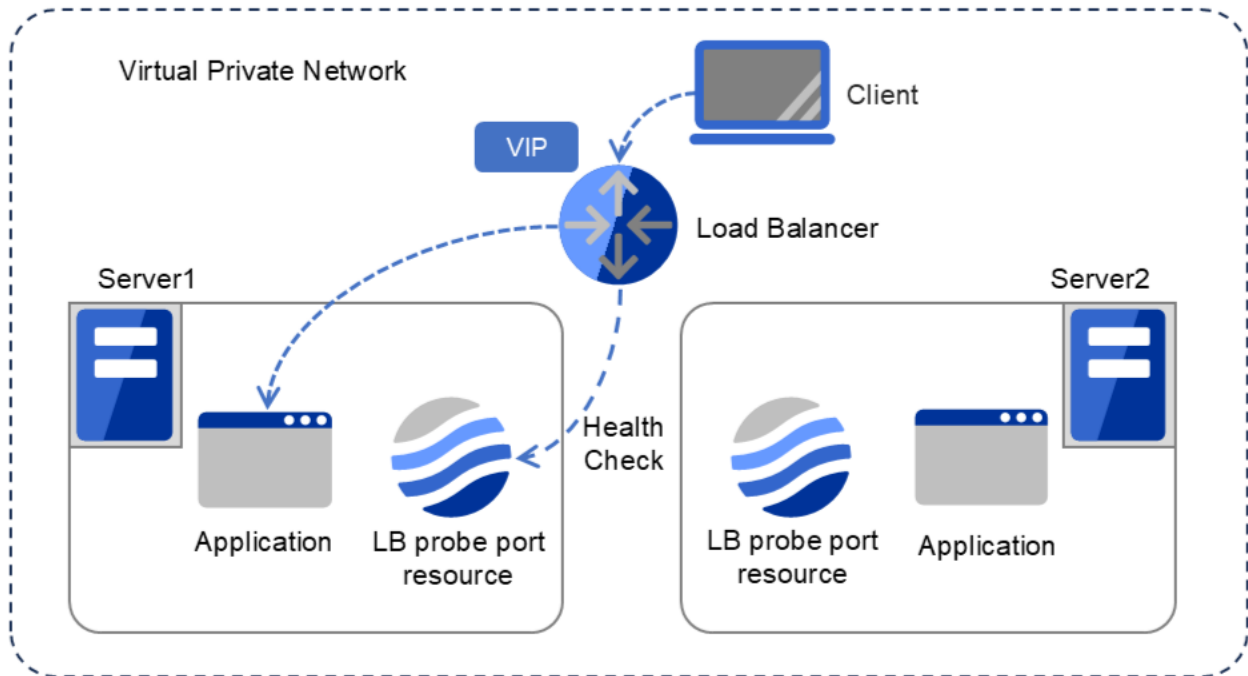 Virtual Private Network
Client
VIP
Load Balancer
Server1
Server2
Health
Check
Application
LB probe port
resource
LB probe port
resource
Application